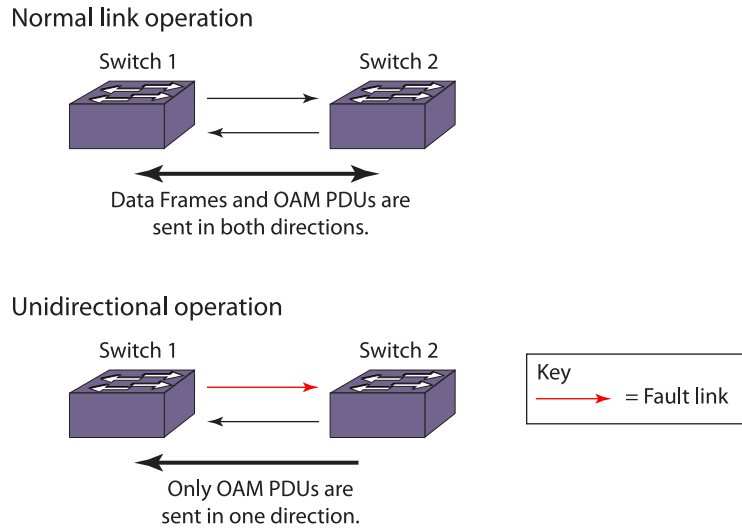 Normal link operation
Switch 1
Switch 2
Data Frames and OAM PDUs are
sent in both directions.
Unidirectional operation
Switch 1
Switch 2
Key
= Fault link
Only OAM PDUs are
sent in one direction.